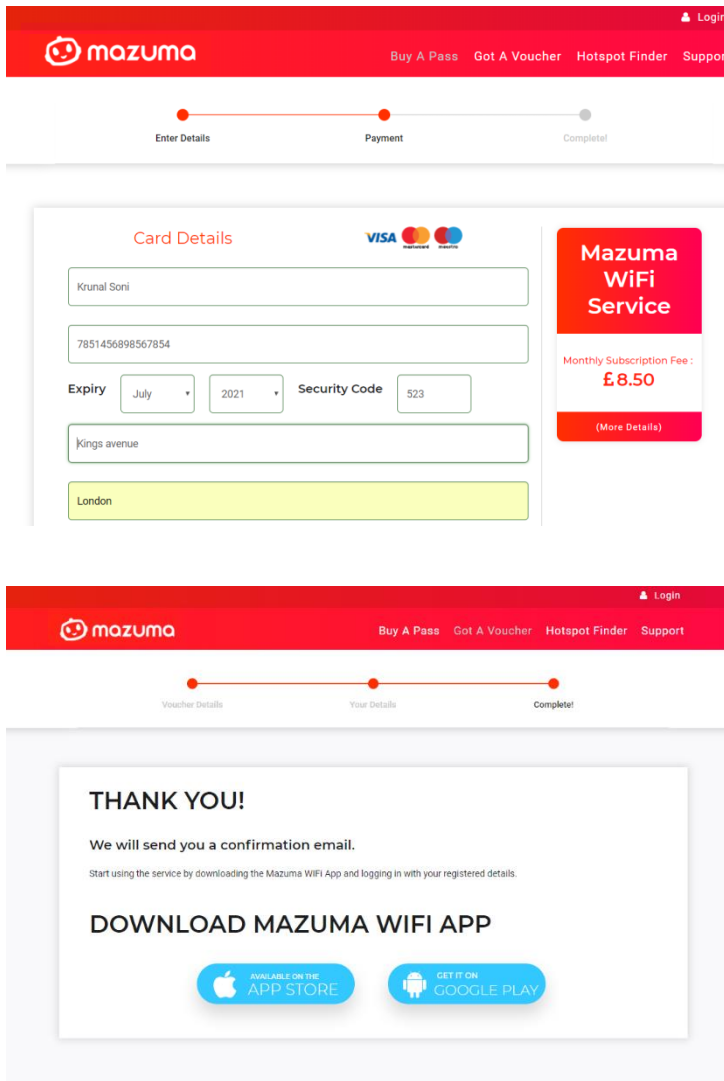 Login
mazuma
Buy A Pass Got A Voucher Hotspot Finder Suppor
Enter Details Payment Complete!
Card Details VISA mastercard maestro
Mazuma
WiFi
Service
Krunal Soni
7851456898567854
Monthly Subscription Fee :
£8.50
Expiry July 2021 Security Code 523
(More Details)
Kings avenue
London
Login
mazuma
Buy A Pass Got A Voucher Hotspot Finder Support
Voucher Details Your Details Complete!
THANK YOU!
We will send you a confirmation email.
Start using the service by downloading the Mazuma WiFi App and logging in with your registered details.
DOWNLOAD MAZUMA WIFI APP
AVAILABLE ON THE
APP STORE
GET IT ON
GOOGLE PLAY